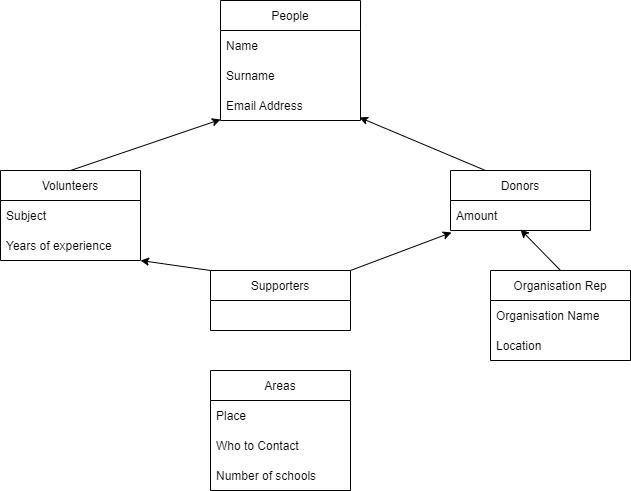 People
Name
Surname
Email Address
Volunteers
Subject
Years of experience
Donors
Amount
Supporters
Organisation Rep
Organisation Name
Location
Areas
Place
Who to Contact
Number of schools